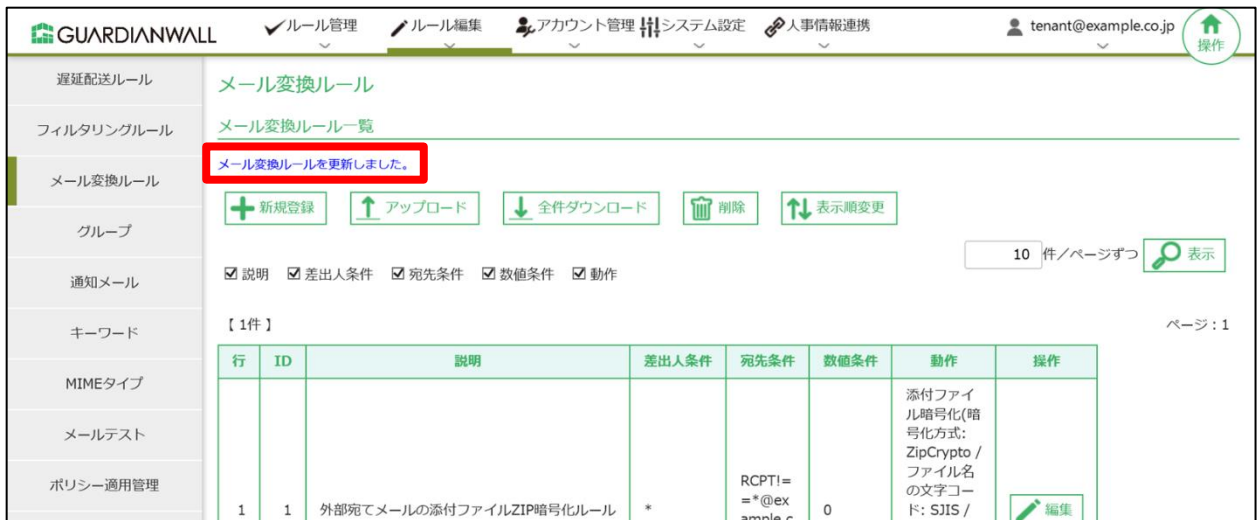 GUARDIANWALL
ルール管理
ルール編集
アカウント管理
システム設定
人事情報連携
tenant@example.co.jp
操作
遅延配送ルール
フィルタリングルール
メール変換ルール
グループ
通知メール
キーワード
MIMEタイプ
メールテスト
ポリシー適用管理
メール変換ルール
メール変換ルール一覧
メール変換ルールを更新しました。
新規登録
アップロード
全件ダウンロード
削除
表示順変更
10 件/ページずつ
表示
説明 差出人条件 宛先条件 数値条件 動作
【 1件 】
ページ : 1
行 ID 説明 差出人条件 宛先条件 数値条件 動作 操作
1 1 外部宛てメールの添付ファイルZIP暗号化ルール *
RCPT!=
=*@ex
ample.c
0
添付ファイ
ル暗号化(暗
号化方式:
ZipCrypto /
ファイル名
の文字コー
ド: SJIS /
編集